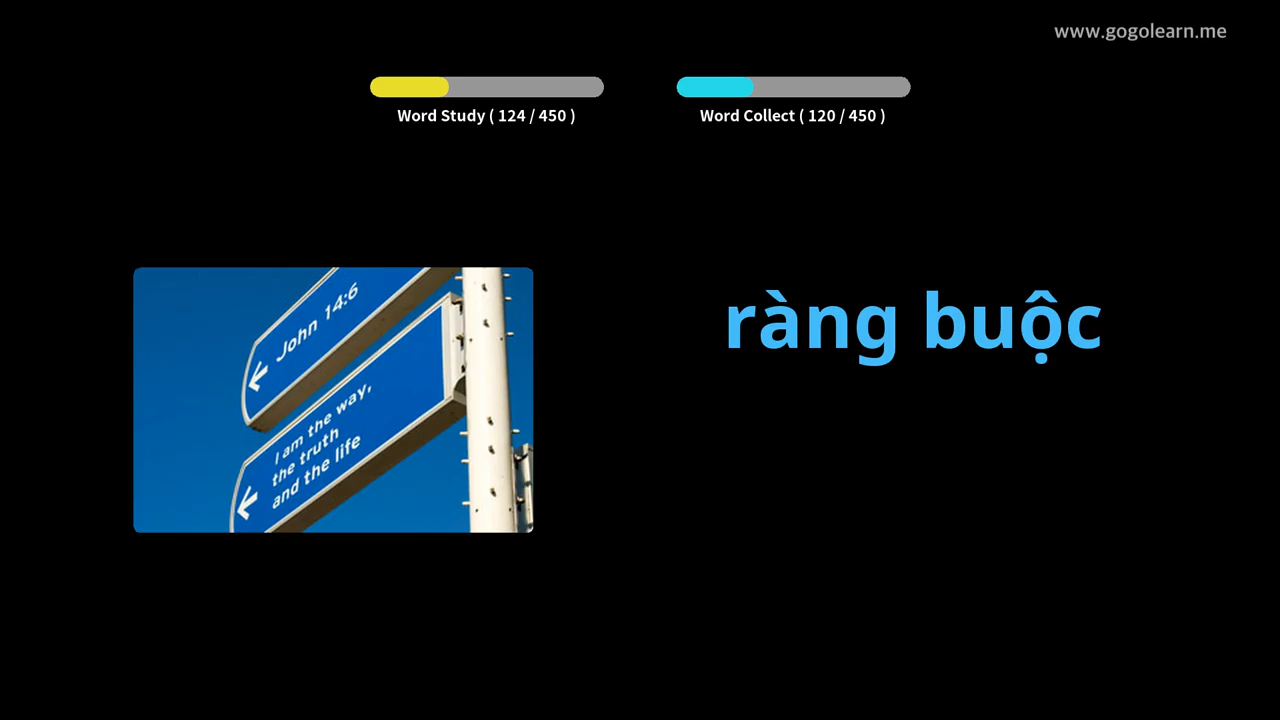 www.gogolearn.me
Word Study ( 124 / 450 )
Word Collect ( 120 / 450 )
John 14:6
I am the way,
the truth
and the life
ràng buộc